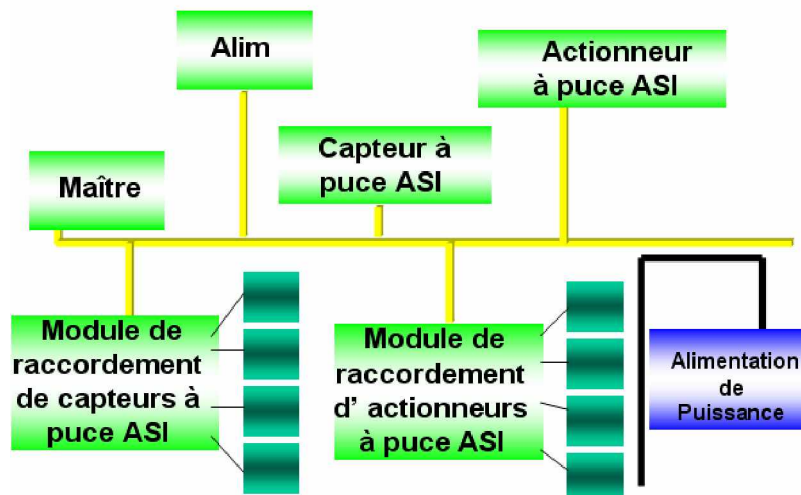 Alim
Actionneur
à puce ASI
Capteur à
puce ASI
Maître
Module de
raccordement
de capteurs à
puce ASI
Module de
raccordement
d' actionneurs
à puce ASI
Alimentation
de
Puissance